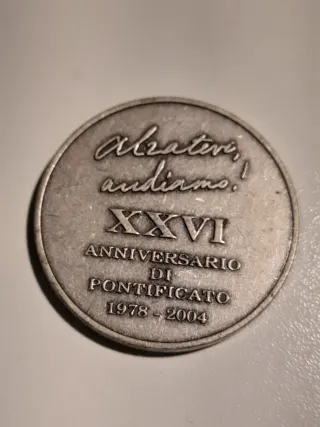 Alzatevi,
andiamo!
XXVI
ANNIVERSARIO
DI
PONTIFICATO
1978 - 2004